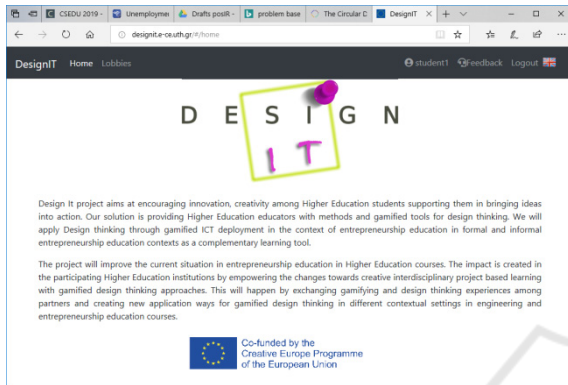 CSEDU 2019 -
Unemploymer
Drafts posIR -
problem base
The Circular D
DesignIT
designit.e-ce.uth.gr/#/home
DesignIT Home Lobbies student1 Feedback Logout
DESIGN
IT
Design It project aims at encouraging innovation, creativity among Higher Education students supporting them in bringing ideas
into action. Our solution is providing Higher Education educators with methods and gamified tools for design thinking. We will
apply Design thinking through gamified ICT deployment in the context of entrepreneurship education in formal and informal
entrepreneurship education contexts as a complementary learning tool.
The project will improve the current situation in entrepreneurship education in Higher Education courses. The impact is created in
the participating Higher Education institutions by empowering the changes towards creative interdisciplinary project based learning
with gamified design thinking approaches. This will happen by exchanging gamifying and design thinking experiences among
partners and creating new application ways for gamified design thinking in different contextual settings in engineering and
entrepreneurship education courses.
Co-funded by the
Creative Europe Programme
of the European Union